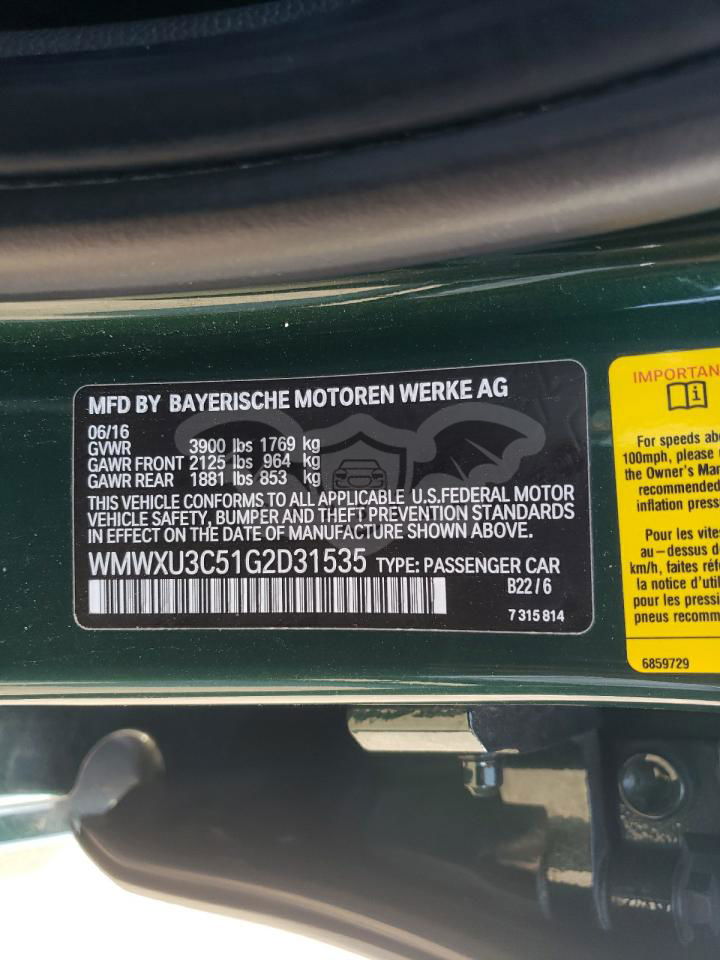 MFD BY BAYERISCHE MOTOREN WERKE AG
06/16
GVWR 3900 lbs 1769 kg
GAWR FRONT 2125 lbs 964 kg
GAWR REAR 1881 lbs 853 kg
THIS VEHICLE CONFORMS TO ALL APPLICABLE U.S.FEDERAL MOTOR
VEHICLE SAFETY, BUMPER AND THEFT PREVENTION STANDARDS
IN EFFECT ON THE DATE OF MANUFACTURE SHOWN ABOVE.
WMWXU3C51G2D31535 TYPE: PASSENGER CAR
B22/6
7 315 814
IMPORTAN
For speeds abo
100mph, please
the Owner's Man
recommended
inflation press
Pour les vites
au-dessus de
km/h, faites réfé
la notice d'util
pour les pressi
pneus recomm
6859729